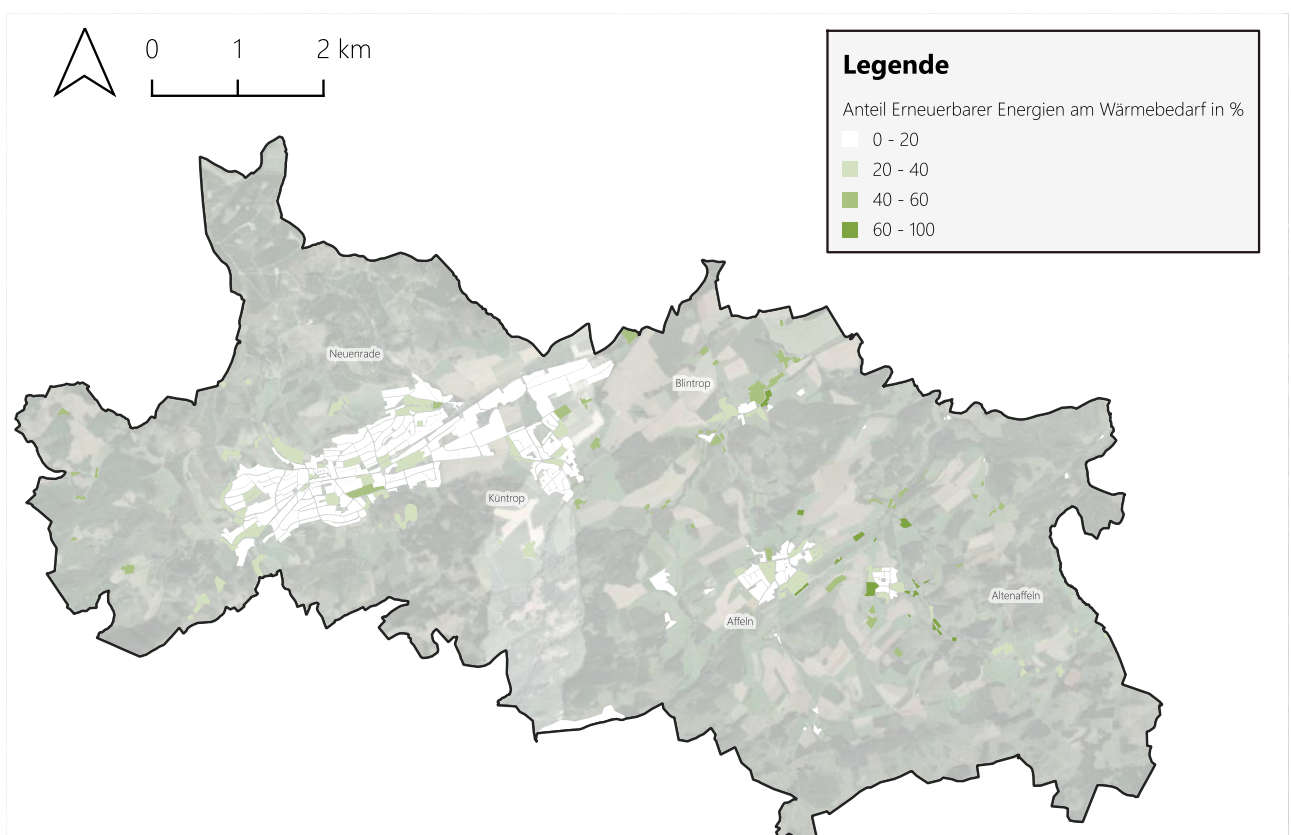 0 1 2 km
Legende
Anteil Erneuerbarer Energien am Wärmebedarf in %
0 - 20
20 - 40
40 - 60
60 - 100
Neuenrade
Blintrop
Küntrop
Altenaffeln
Affeln